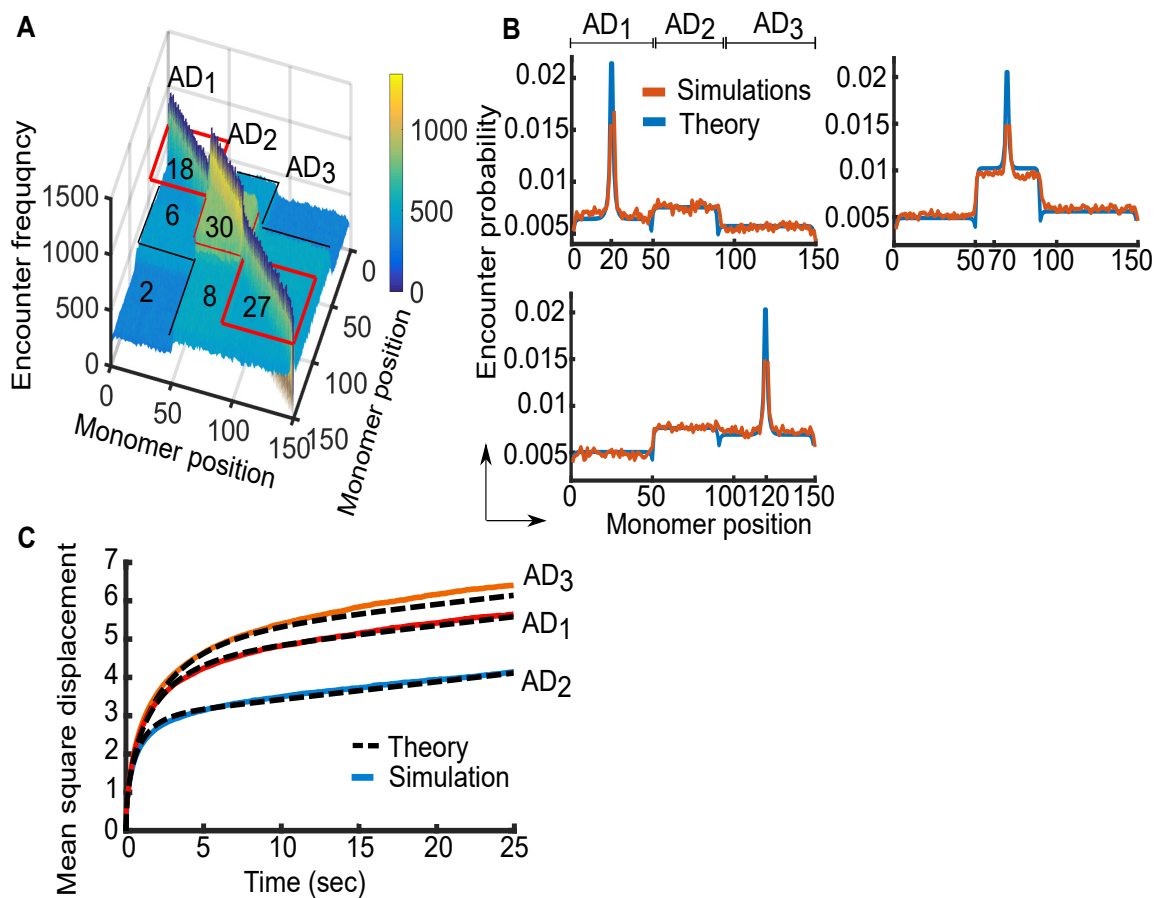 A
AD1
AD2
AD3
18
6
30
2
8
27
1500
1000
500
0
Encounter frequqncy
0
50
100
150
Monomer position
0
50
100
150
Monomer position
1000
500
0
B
AD1 AD2 AD3
0.02
0.015
0.01
0.005
0 20 50 100 150
Simulations
Theory
Encounter probability
0.02
0.015
0.01
0.005
0 50 70 100 150
0.02
0.015
0.01
0.005
0 50 100 120 150
Monomer position
C
7
6
5
4
3
2
1
0
Mean square displacement
0 5 10 15 20 25
Time (sec)
AD3
AD1
AD2
Theory
Simulation